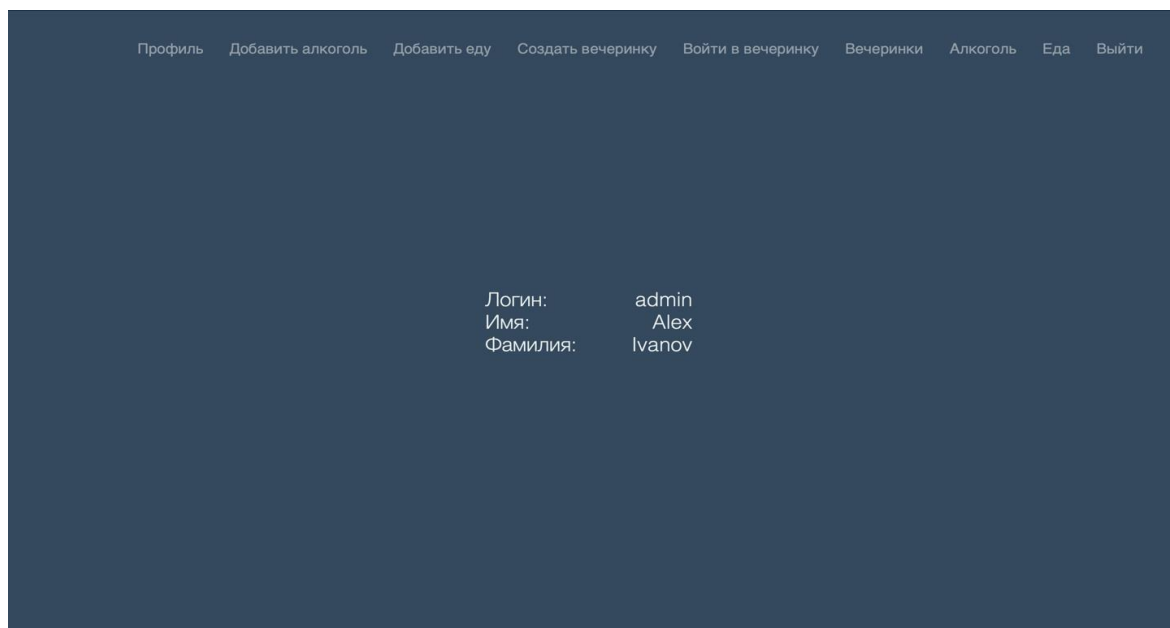 Профиль Добавить алкоголь Добавить еду Создать вечеринку Войти в вечеринку Вечеринки Алкоголь Еда Выйти
Логин: admin
Имя: Alex
Фамилия: Ivanov